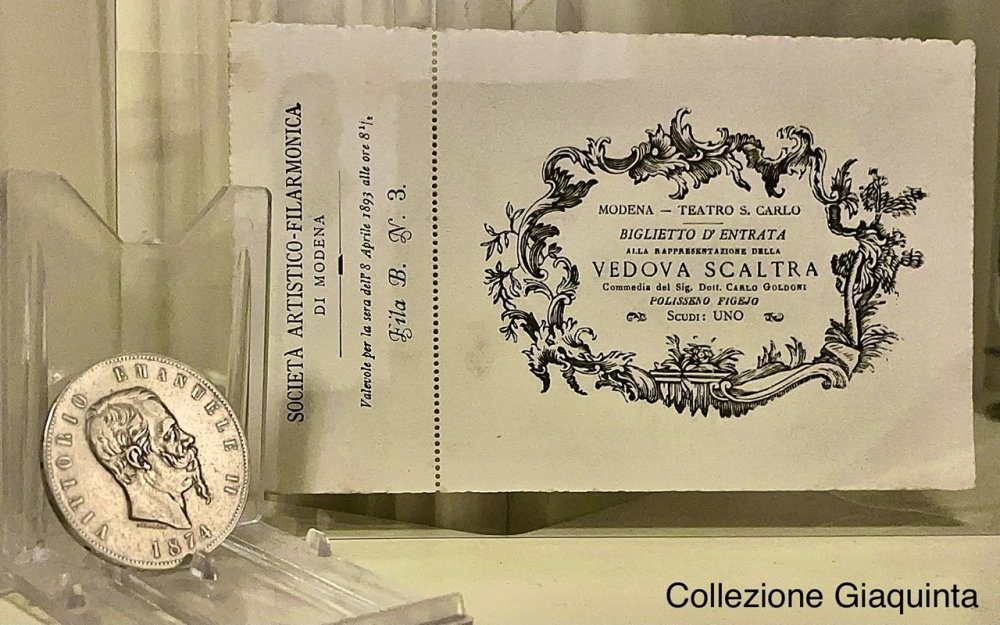 SOCIETÀ ARTISTICO-FILARMONICA
DI MODENA
Valevole per la sera dell' 8 Aprile 1893 alle ore 8 1/2
Fila B. N. 3.
MODENA — TEATRO S. CARLO
BIGLIETTO D' ENTRATA
ALLA RAPPRESENTAZIONE DELLA
VEDOVA SCALTRA
Commedia del Sig. Dott. CARLO GOLDONI
POLISSENO FIGEJO
SCUDI: UNO
VITTORIO EMANUELE II
1874
Collezione Giaquinta